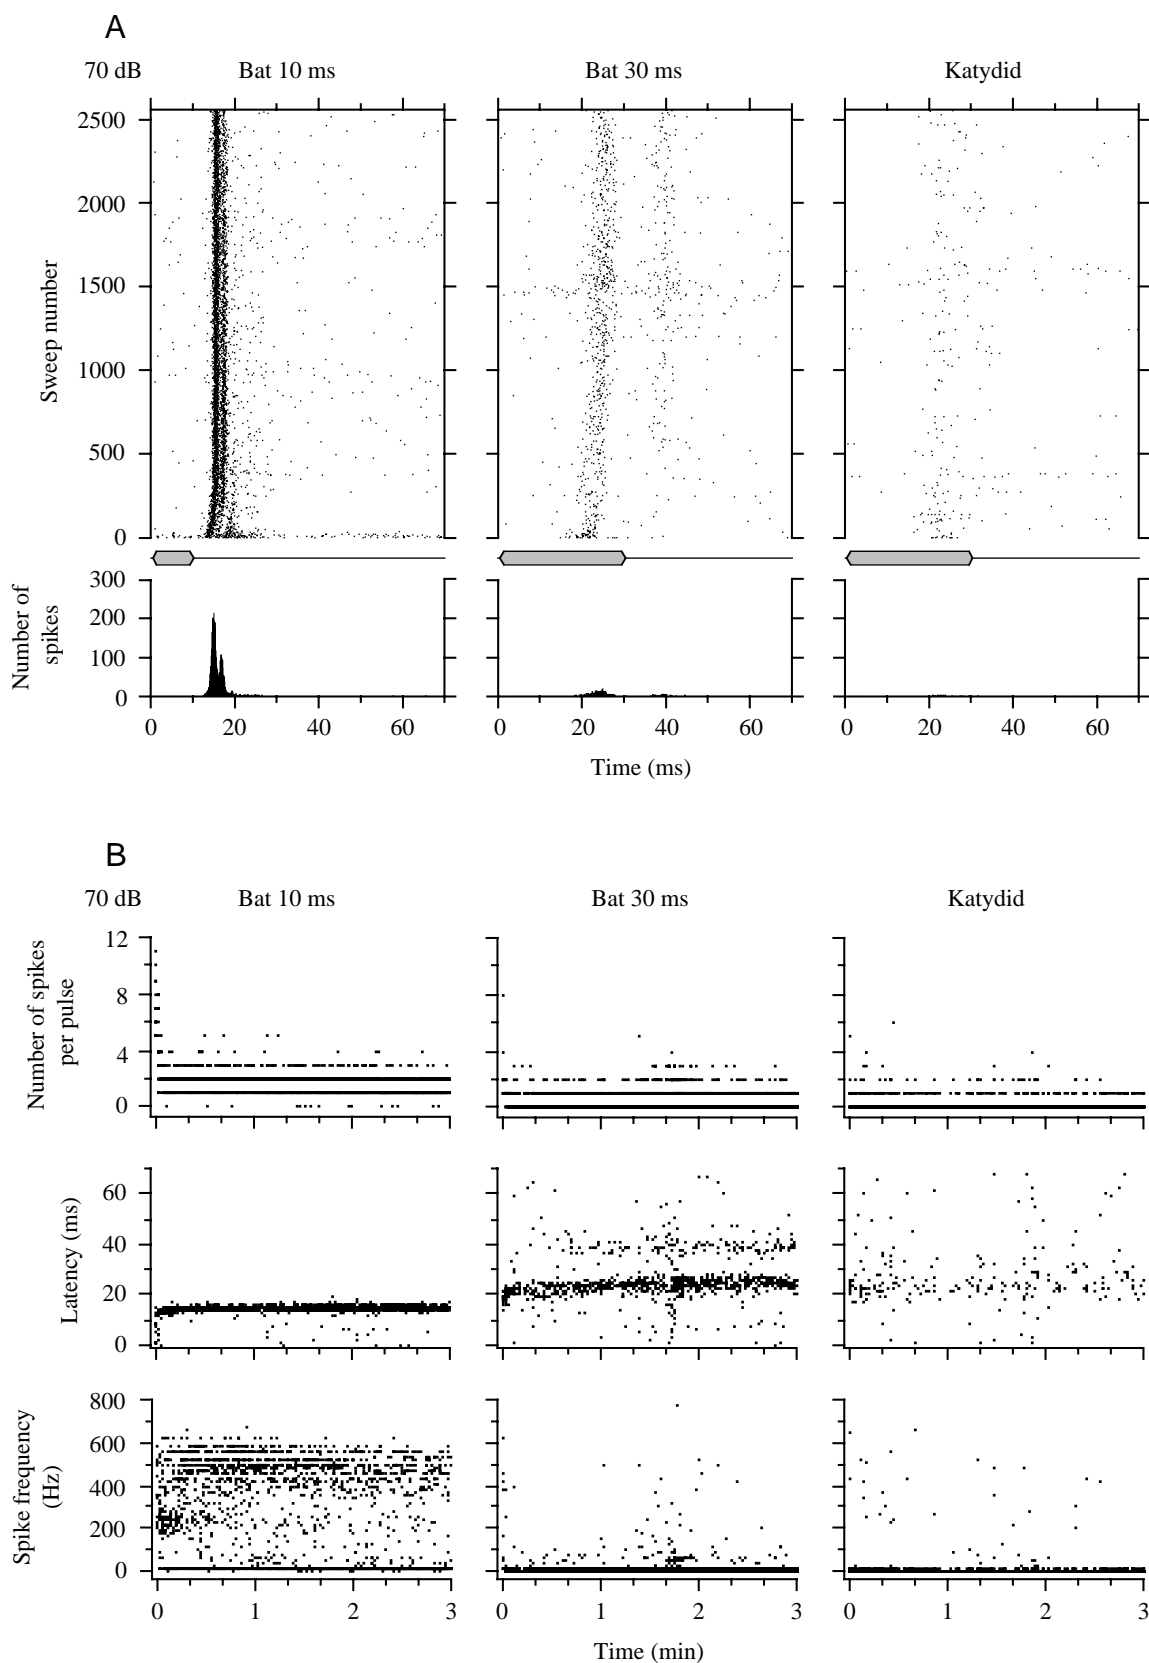 A
70 dB
Bat 10 ms
Bat 30 ms
Katydid
Sweep number
2500
2000
1500
1000
500
0
Number of
spikes
300
200
100
0
0 20 40 60
0 20 40 60
0 20 40 60
Time (ms)
B
70 dB
Bat 10 ms
Bat 30 ms
Katydid
Number of spikes
per pulse
12
8
4
0
Latency (ms)
60
40
20
0
Spike frequency
(Hz)
800
600
400
200
0
0 1 2 3
0 1 2 3
0 1 2 3
Time (min)